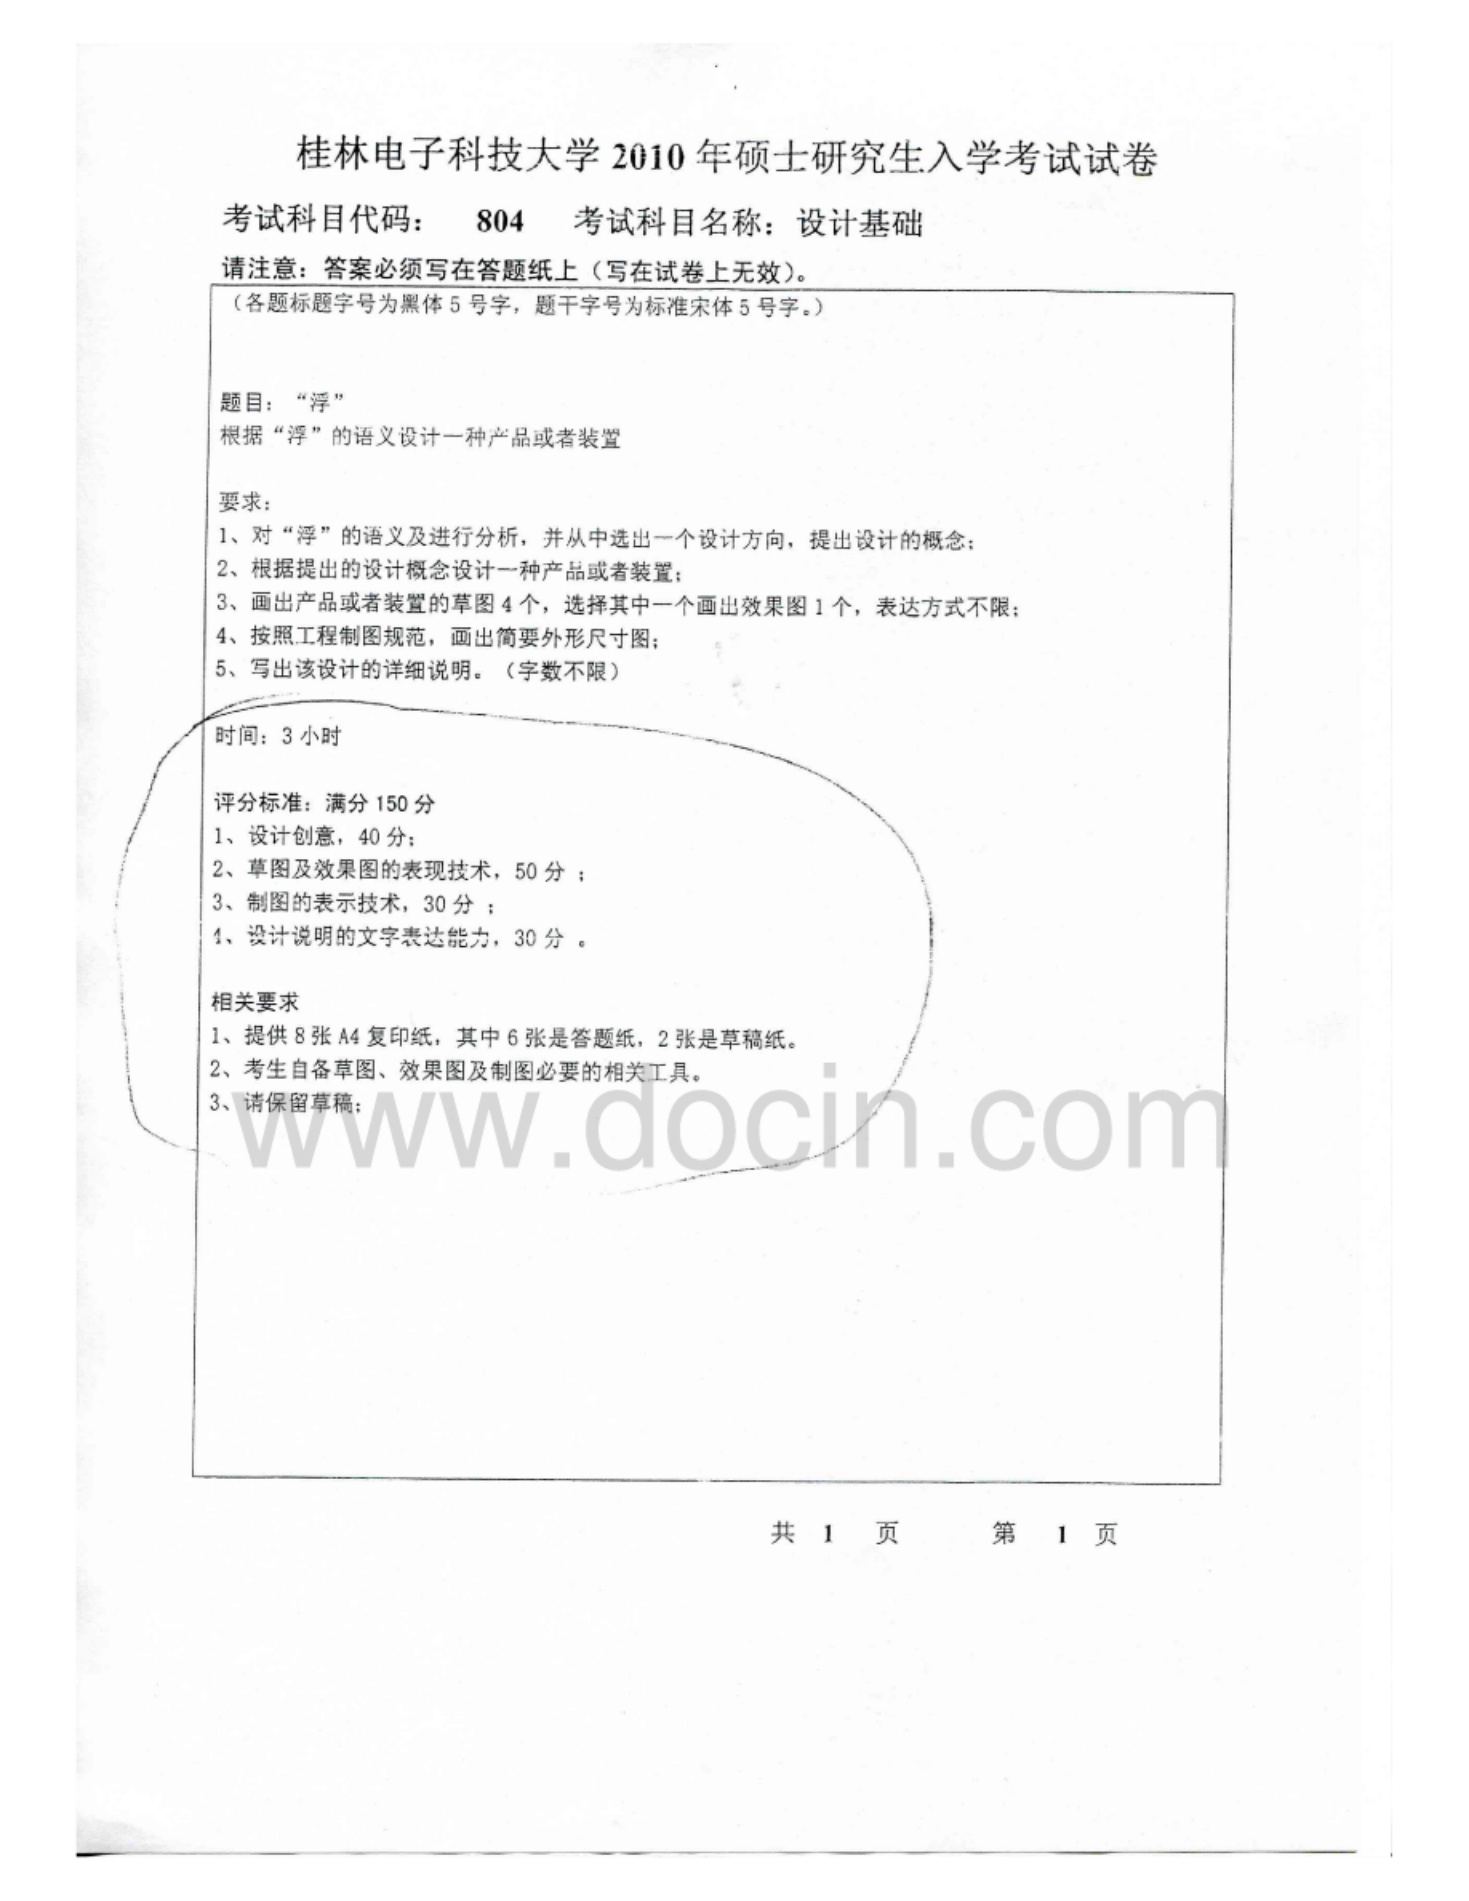 桂林电子科技大学 2010 年硕士研究生入学考试试卷
考试科目代码： 804 考试科目名称：设计基础
请注意：答案必须写在答题纸上（写在试卷上无效）。
（各题标题字号为黑体 5 号字，题干字号为标准宋体 5 号字。）
题目：“浮”
根据“浮”的语义设计一种产品或者装置
要求：
1、对“浮”的语义及进行分析，并从中选出一个设计方向，提出设计的概念；
2、根据提出的设计概念设计一种产品或者装置；
3、画出产品或者装置的草图 4 个，选择其中一个画出效果图 1 个，表达方式不限；
4、按照工程制图规范，画出简要外形尺寸图；
5、写出该设计的详细说明。（字数不限）
时间：3 小时
评分标准：满分 150 分
1、设计创意，40 分；
2、草图及效果图的表现技术，50 分 ；
3、制图的表示技术，30 分 ；
4、设计说明的文字表达能力，30 分 。
相关要求
1、提供 8 张 A4 复印纸，其中 6 张是答题纸，2 张是草稿纸。
2、考生自备草图、效果图及制图必要的相关工具。
3、请保留草稿；
www.docin.com
共 1 页 第 1 页